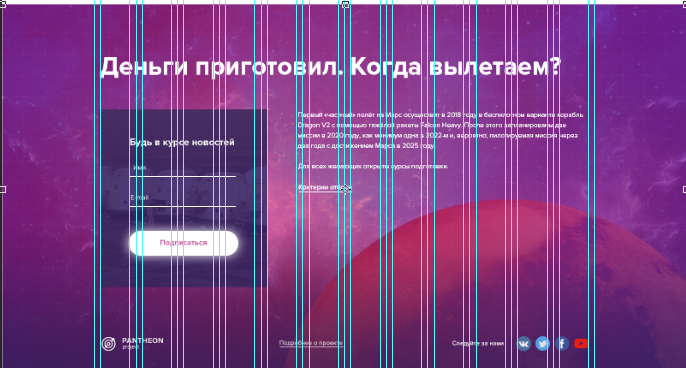 Деньги приготовил. Когда вылетаем?
Будь в курсе новостей
Имя
E-mail
Подписаться
Первый «частный» полёт на Марс осуществят в 2018 году в беспилотном варианте корабль
Dragon V2 с помощью тяжёлой ракеты Falcon Heavy. После этого запланированы две
миссии в 2020 году, как минимум одна в 2022-м и, вероятно, пилотируемая миссия через
два года с достижением Марса в 2025 году.
Для всех желающих открыты курсы подготовки.
Критерии отбора
PANTHEON
project
Подробнее о проекте
Следуйте за нами